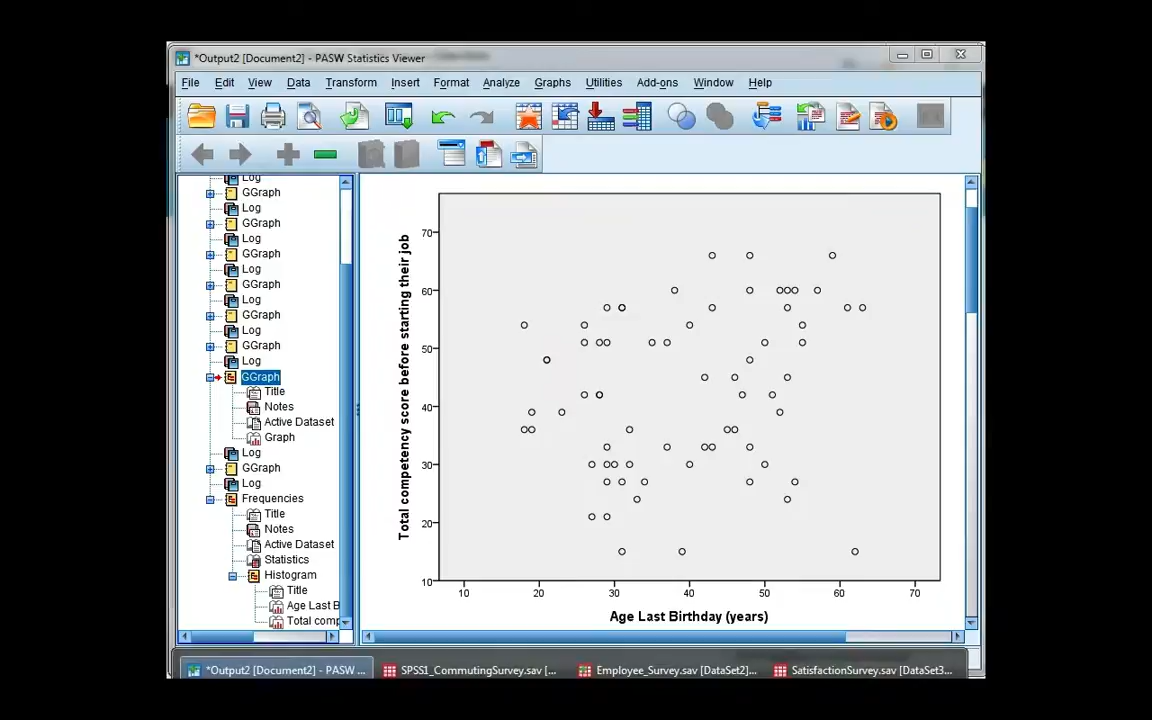 *Output2 [Document2] - PASW Statistics Viewer
File Edit View Data Transform Insert Format Analyze Graphs Utilities Add-ons Window Help
Log
GGraph
Log
GGraph
Log
GGraph
Log
GGraph
Log
GGraph
Log
GGraph
Log
GGraph
Title
Notes
Active Dataset
Graph
Log
GGraph
Log
Frequencies
Title
Notes
Active Dataset
Statistics
Histogram
Title
Age Last B
Total comp
Total competency score before starting their job
70
60
50
40
30
20
10
10 20 30 40 50 60 70
Age Last Birthday (years)
*Output2 [Document2] - PASW ... SPSS1_CommutingSurvey.sav [... Employee_Survey.sav [DataSet2]... SatisfactionSurvey.sav [DataSet3...